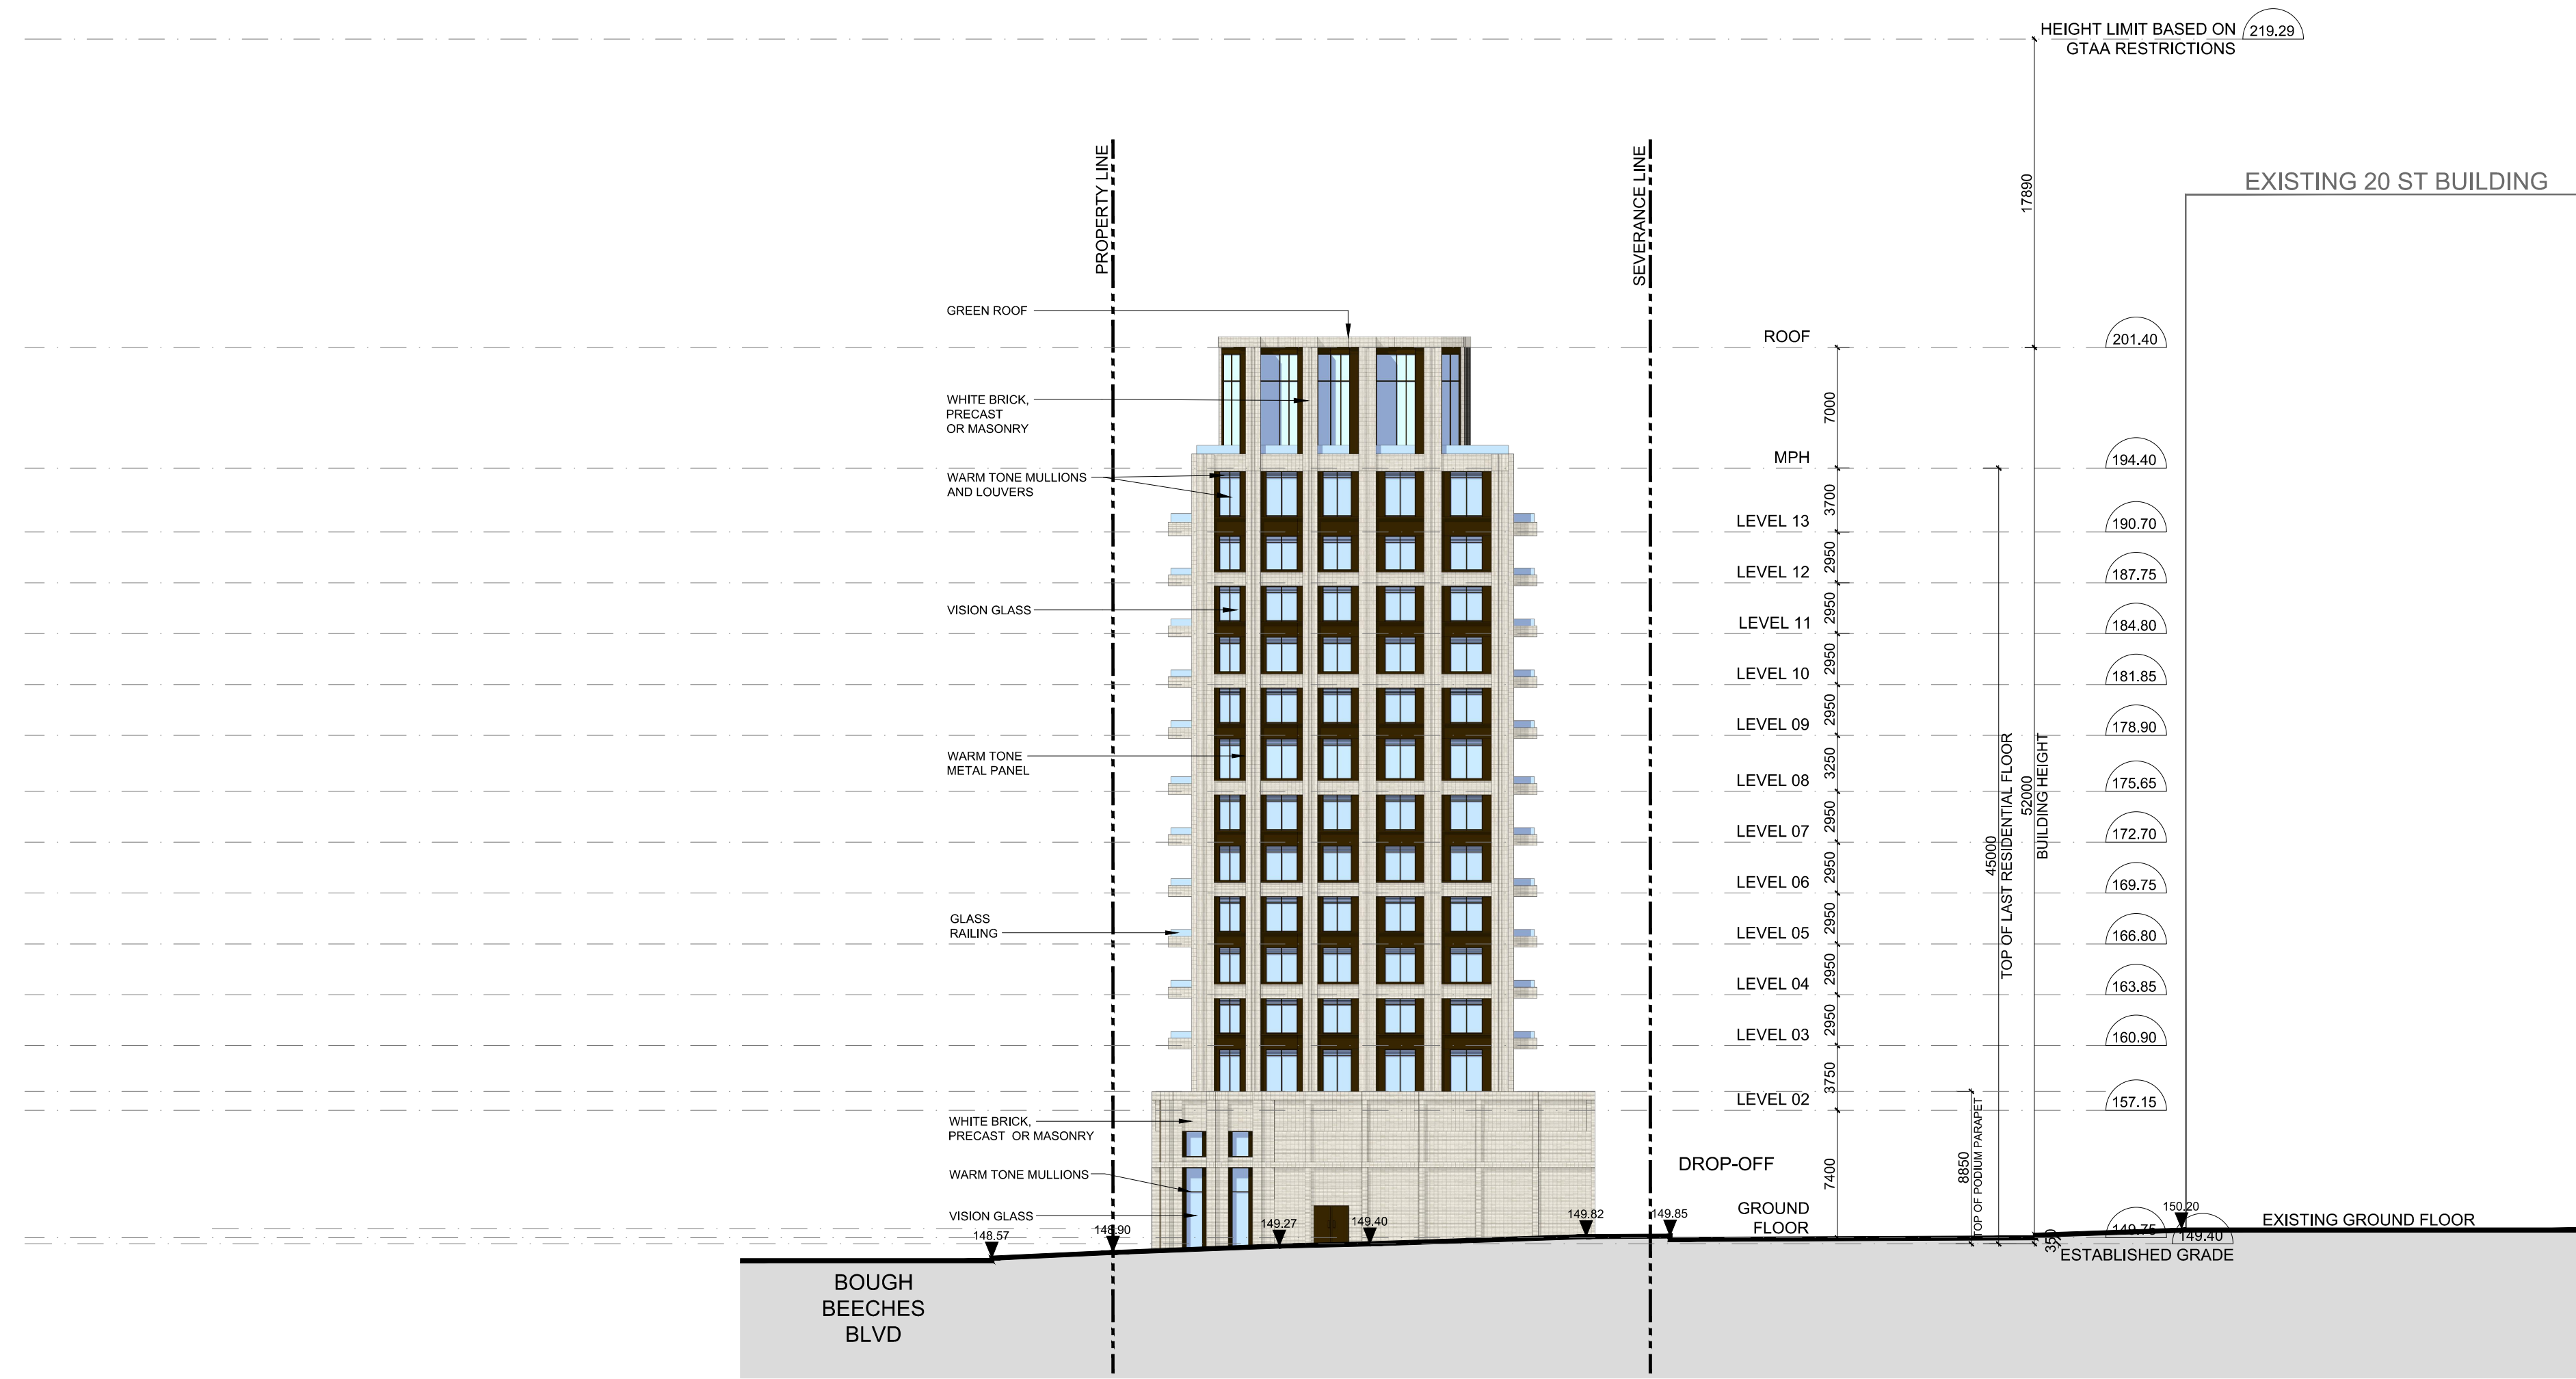 HEIGHT LIMIT BASED ON
GTAA RESTRICTIONS
219.29
PROPERTY LINE
SEVERANCE LINE
17890
EXISTING 20 ST BUILDING
GREEN ROOF
WHITE BRICK,
PRECAST
OR MASONRY
WARM TONE MULLIONS
AND LOUVERS
VISION GLASS
WARM TONE
METAL PANEL
GLASS
RAILING
WHITE BRICK,
PRECAST OR MASONRY
WARM TONE MULLIONS
VISION GLASS
ROOF
201.40
7000
MPH
194.40
3700
LEVEL 13
190.70
2950
LEVEL 12
187.75
2950
LEVEL 11
184.80
2950
LEVEL 10
181.85
2950
LEVEL 09
178.90
3250
LEVEL 08
175.65
2950
LEVEL 07
172.70
2950
LEVEL 06
169.75
2950
LEVEL 05
166.80
2950
LEVEL 04
163.85
2950
LEVEL 03
160.90
3750
LEVEL 02
157.15
7400
DROP-OFF
GROUND
FLOOR
8850
TOP OF PODIUM PARAPET
45000
TOP OF LAST RESIDENTIAL FLOOR
52000
BUILDING HEIGHT
350
149.75
149.40
ESTABLISHED GRADE
150.20
EXISTING GROUND FLOOR
148.57
148.90
149.27
149.40
149.82
149.85
BOUGH
BEECHES
BLVD